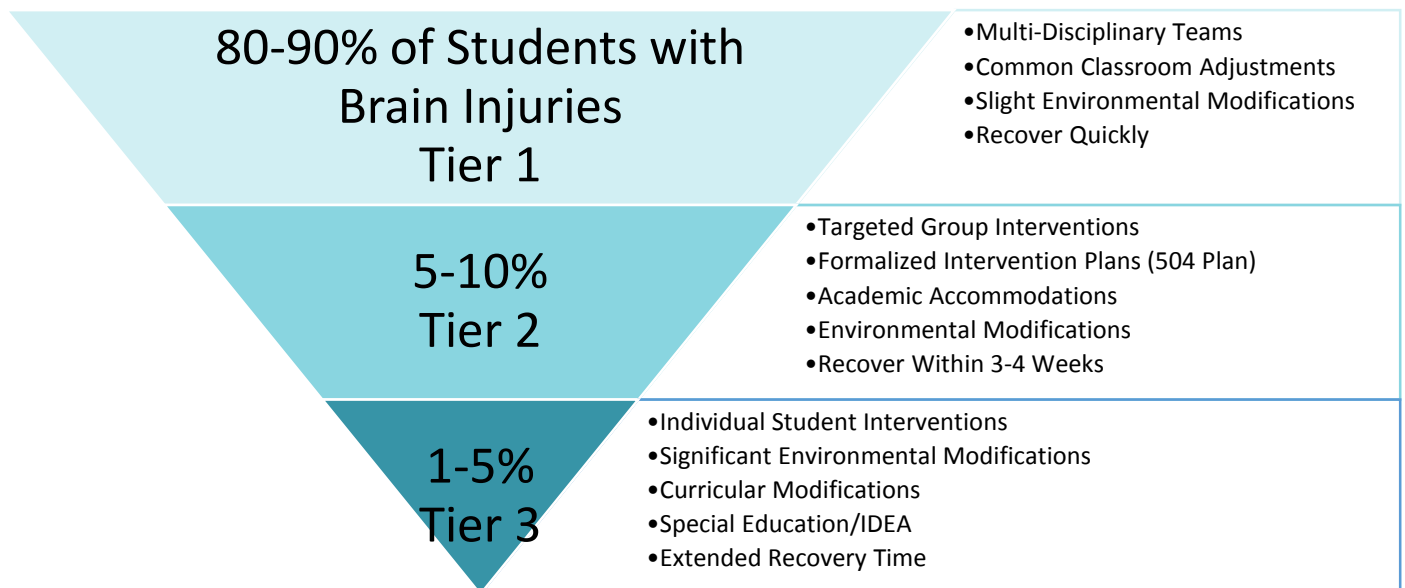 80-90% of Students with
Brain Injuries
Tier 1
•Multi-Disciplinary Teams
•Common Classroom Adjustments
•Slight Environmental Modifications
•Recover Quickly
5-10%
Tier 2
•Targeted Group Interventions
•Formalized Intervention Plans (504 Plan)
•Academic Accommodations
•Environmental Modifications
•Recover Within 3-4 Weeks
1-5%
Tier 3
•Individual Student Interventions
•Significant Environmental Modifications
•Curricular Modifications
•Special Education/IDEA
•Extended Recovery Time